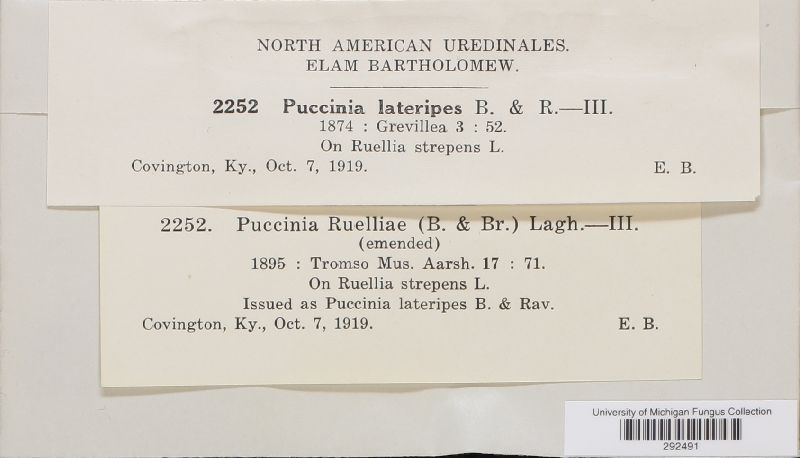 NORTH AMERICAN UREDINALES.
ELAM BARTHOLOMEW.
2252 Puccinia lateripes B. & R.—III.
1874 : Grevillea 3 : 52.
On Ruellia strepens L.
Covington, Ky., Oct. 7, 1919. E. B.
2252. Puccinia Ruelliae (B. & Br.) Lagh.—III.
(emended)
1895 : Tromso Mus. Aarsh. 17 : 71.
On Ruellia strepens L.
Issued as Puccinia lateripes B. & Rav.
Covington, Ky., Oct. 7, 1919. E. B.
University of Michigan Fungus Collection
292491